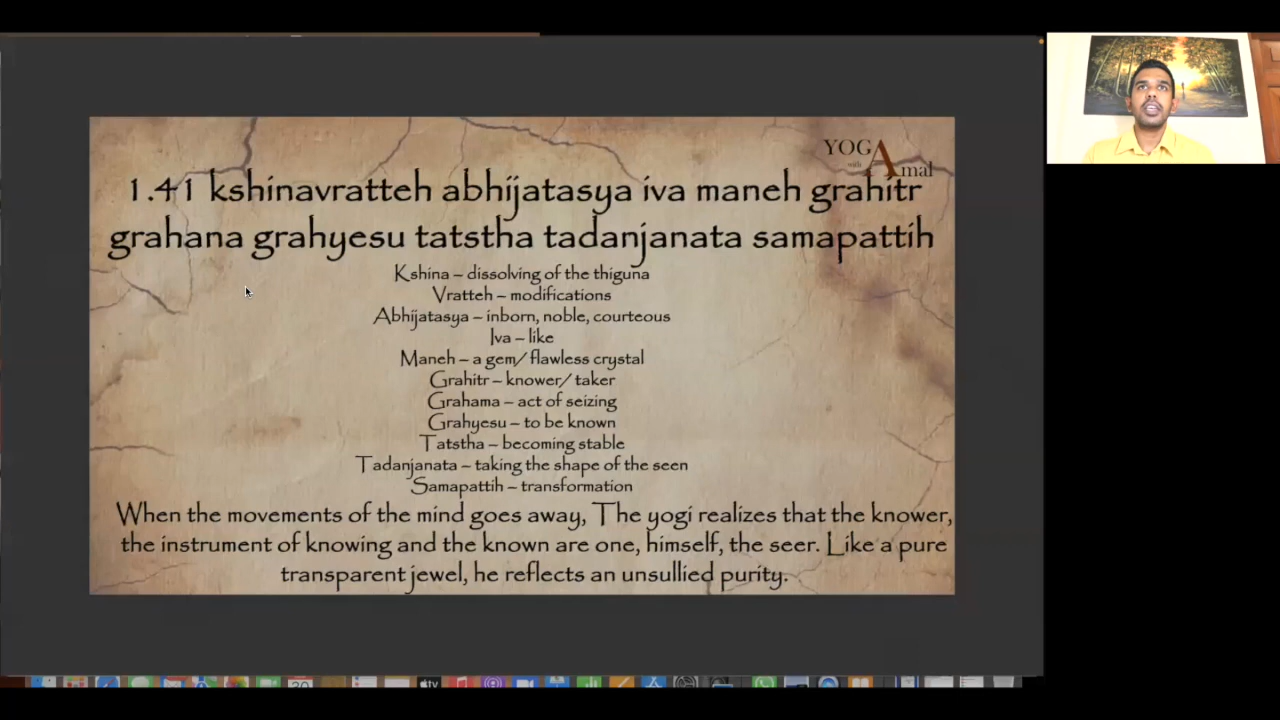 YOGA
with Amal
1.41 kshinavratteh abhijatasya iva maneh grahitr
grahana grahyesu tatstha tadanjanata samapattih
Kshina – dissolving of the thiguna
Vratteh – modifications
Abhijatasya – inborn, noble, courteous
Iva – like
Maneh – a gem/ flawless crystal
Grahitr – knower/ taker
Grahama – act of seizing
Grahyesu – to be known
Tatstha – becoming stable
Tadanjanata – taking the shape of the seen
Samapattih – transformation
When the movements of the mind goes away, The yogi realizes that the knower,
the instrument of knowing and the known are one, himself, the seer. Like a pure
transparent jewel, he reflects an unsullied purity.